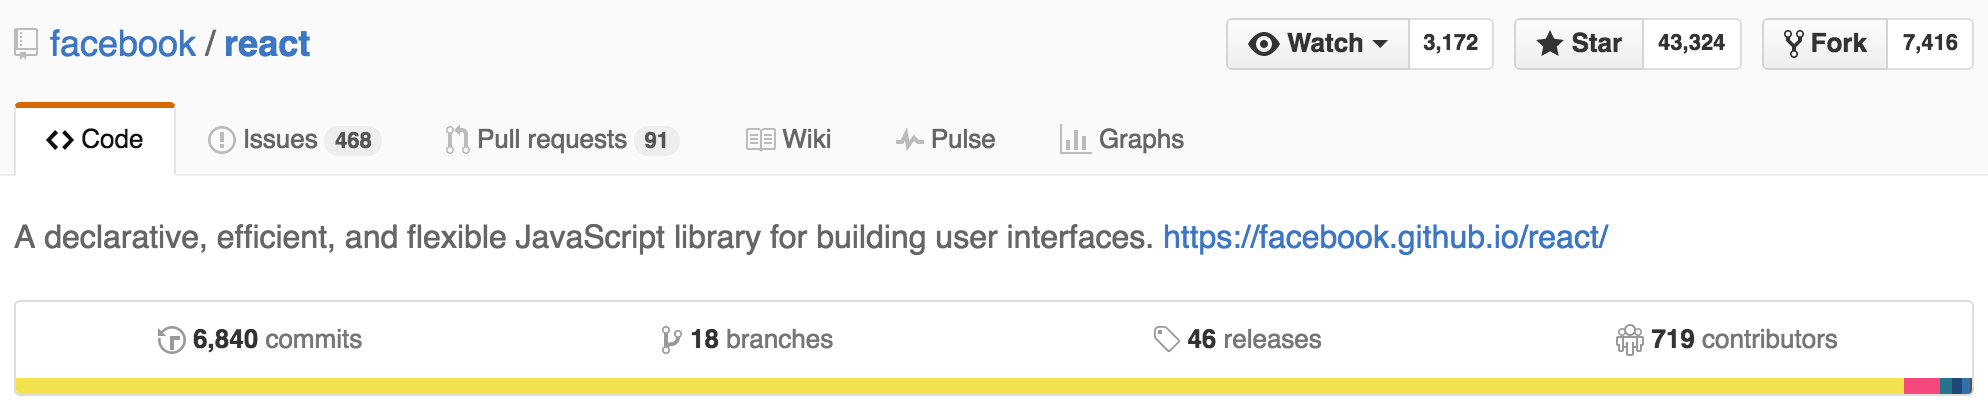 facebook / react Watch 3,172 Star 43,324 Fork 7,416
Code Issues 468 Pull requests 91 Wiki Pulse Graphs
A declarative, efficient, and flexible JavaScript library for building user interfaces. https://facebook.github.io/react/
6,840 commits 18 branches 46 releases 719 contributors